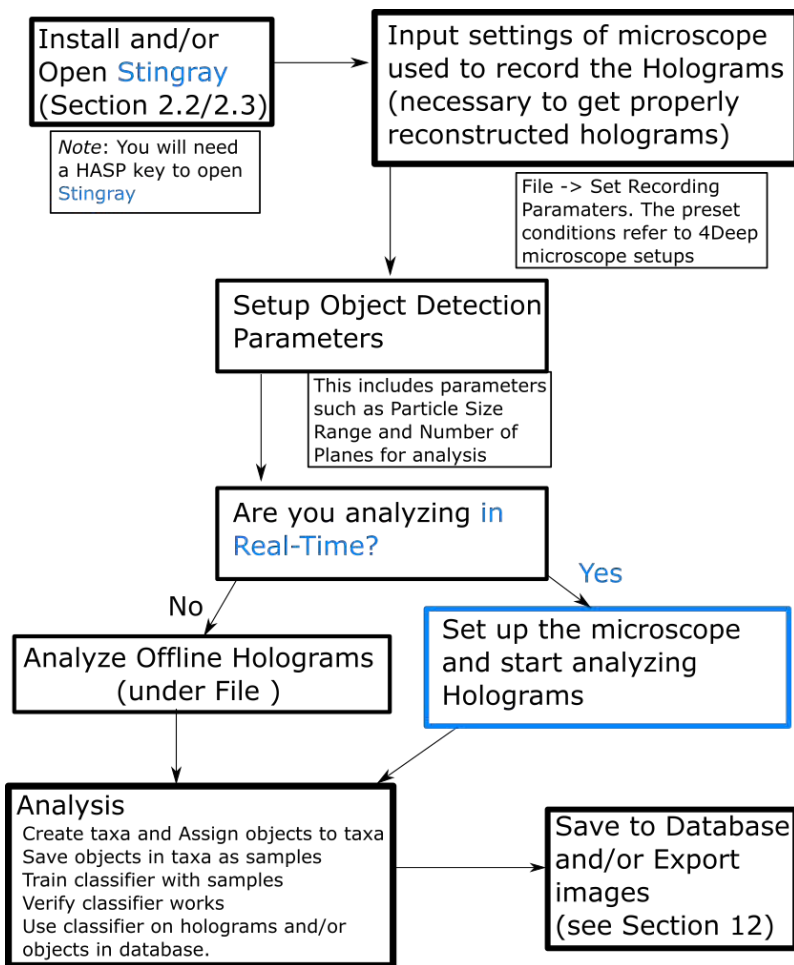 Install and/or
Open Stingray
(Section 2.2/2.3)
Note: You will need
a HASP key to open
Stingray
Input settings of microscope
used to record the Holograms
(necessary to get properly
reconstructed holograms)
File -> Set Recording
Paramaters. The preset
conditions refer to 4Deep
microscope setups
Setup Object Detection
Parameters
This includes parameters
such as Particle Size
Range and Number of
Planes for analysis
Are you analyzing in
Real-Time?
No
Yes
Analyze Offline Holograms
(under File )
Set up the microscope
and start analyzing
Holograms
Analysis
Create taxa and Assign objects to taxa
Save objects in taxa as samples
Train classifier with samples
Verify classifier works
Use classifier on holograms and/or
objects in database.
Save to Database
and/or Export
images
(see Section 12)